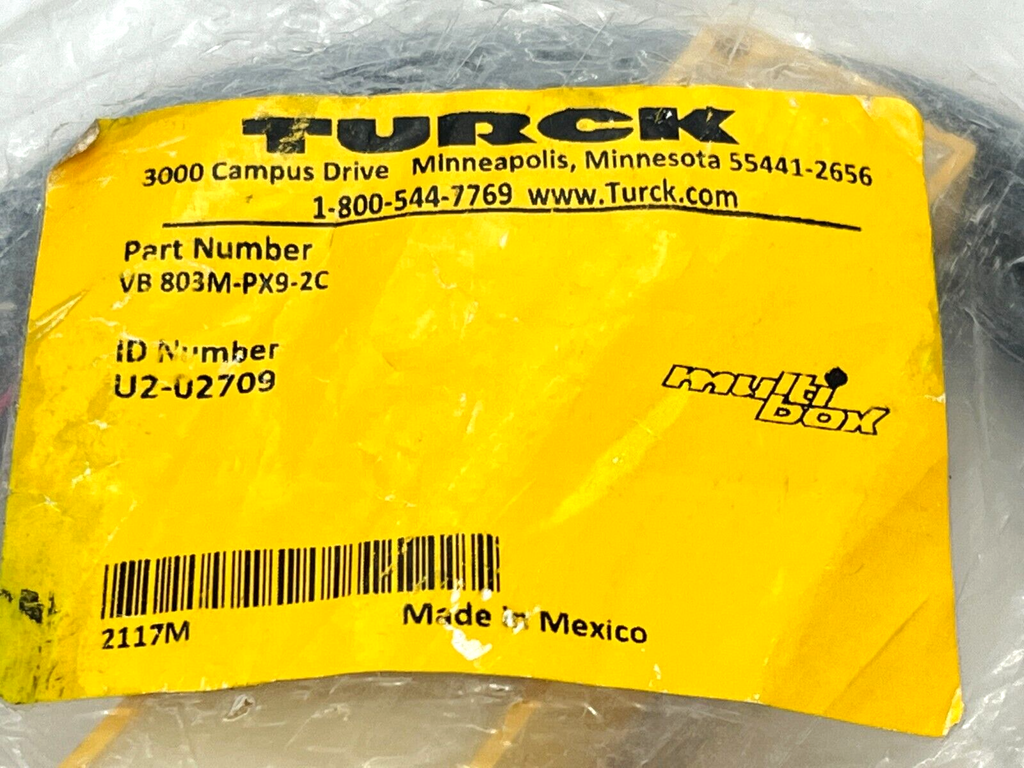 TURCK
3000 Campus Drive Minneapolis, Minnesota 55441-2656
1-800-544-7769 www.Turck.com
Part Number
VB 803M-PX9-2C
ID Number
U2-02709
multi
box
2117M
Made in Mexico